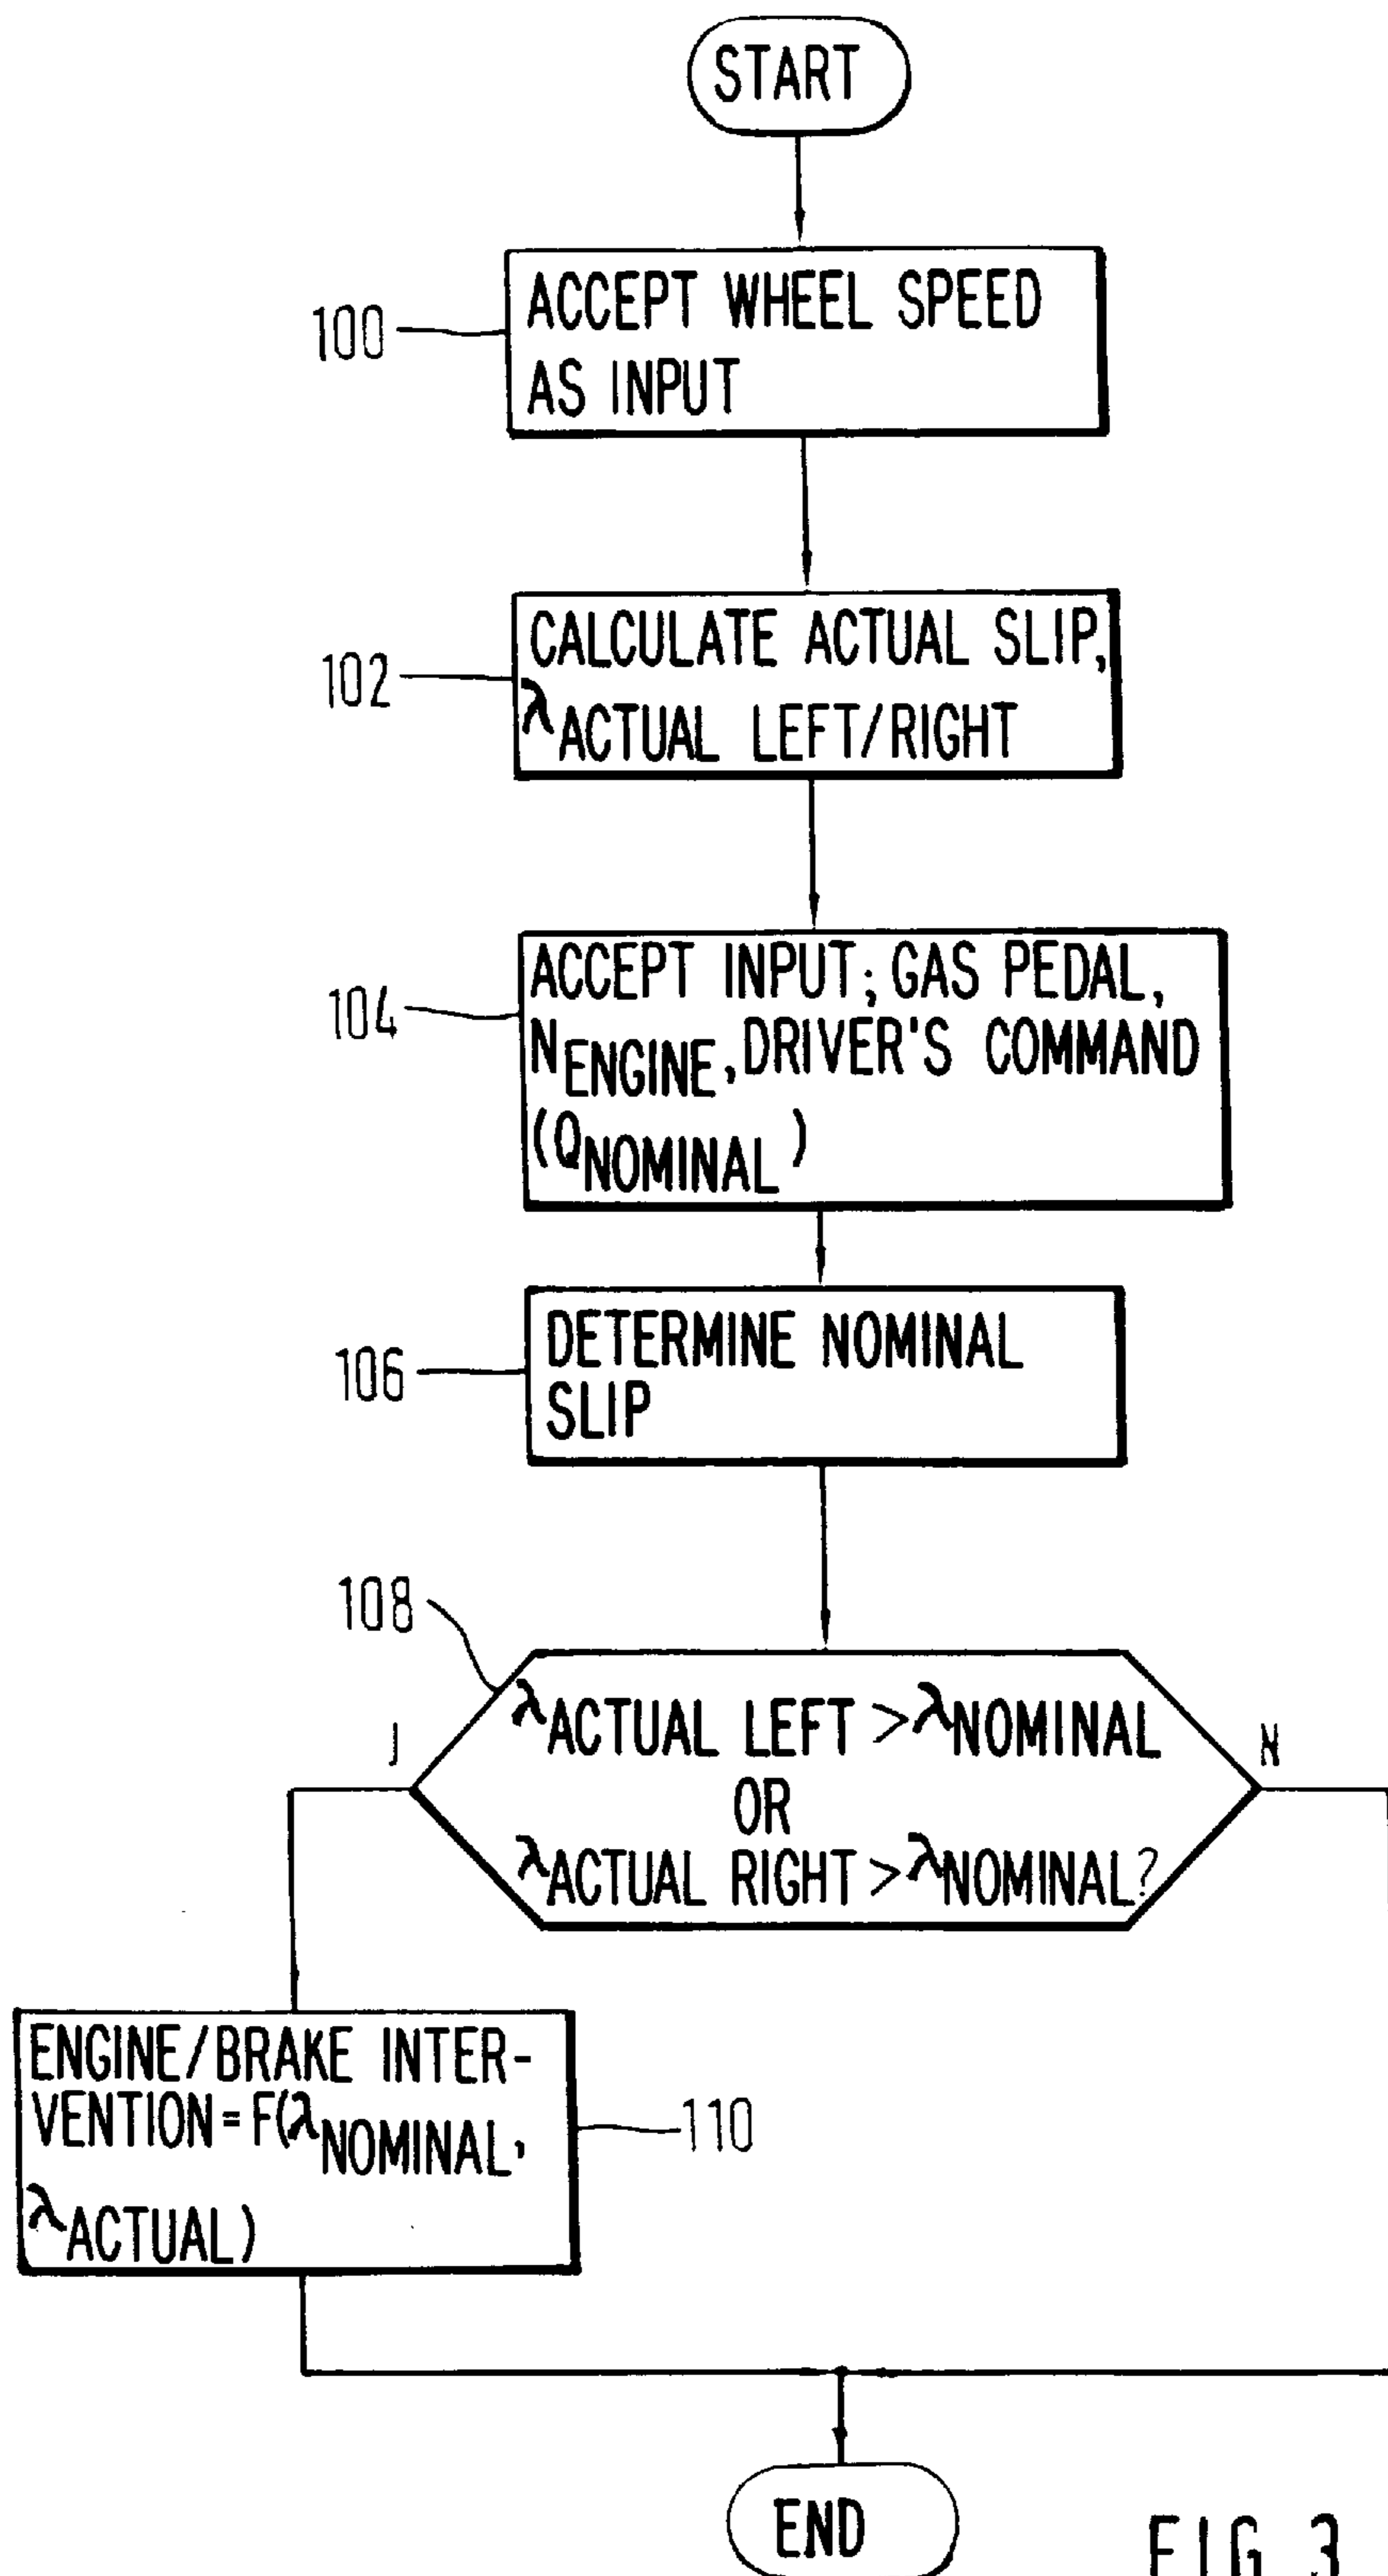 START
100
ACCEPT WHEEL SPEED
AS INPUT
102
CALCULATE ACTUAL SLIP,
λACTUAL LEFT/RIGHT
104
ACCEPT INPUT; GAS PEDAL,
NENGINE, DRIVER'S COMMAND
(QNOMINAL)
106
DETERMINE NOMINAL
SLIP
108
J
λACTUAL LEFT > λNOMINAL
N
OR
λACTUAL RIGHT > λNOMINAL?
ENGINE/BRAKE INTER-
VENTION = F(λNOMINAL,
λACTUAL)
110
END
FIG 3